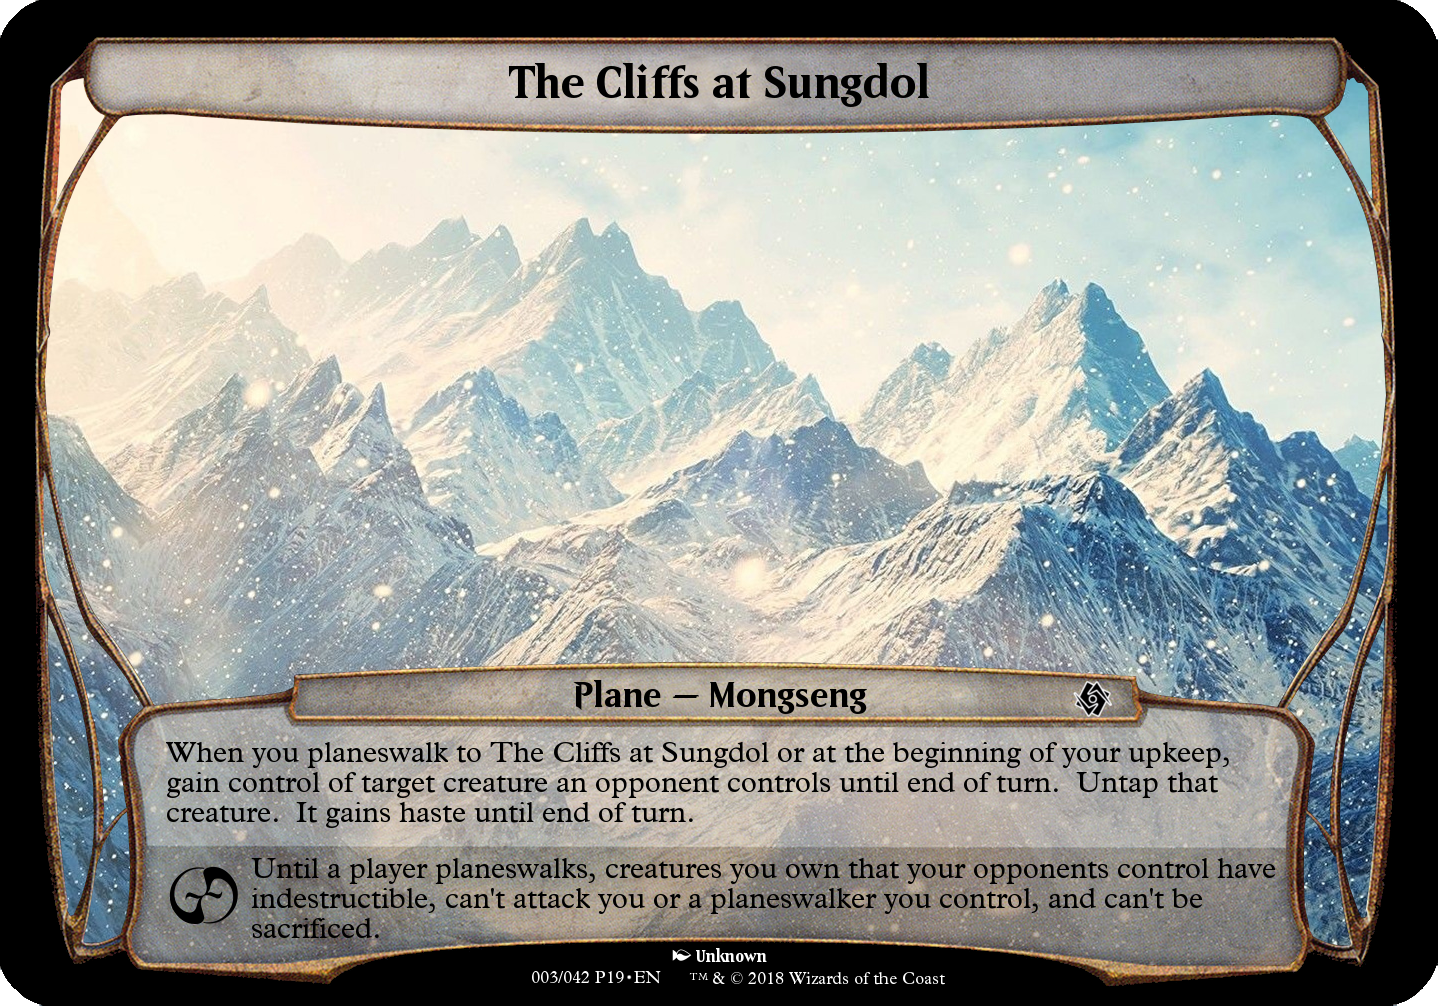 The Cliffs at Sungdol
Plane — Mongseng
When you planeswalk to The Cliffs at Sungdol or at the beginning of your upkeep,
gain control of target creature an opponent controls until end of turn.  Untap that
creature.  It gains haste until end of turn.
Until a player planeswalks, creatures you own that your opponents control have
indestructible, can't attack you or a planeswalker you control, and can't be
sacrificed.
Unknown
003/042 P19•EN ™ & © 2018 Wizards of the Coast